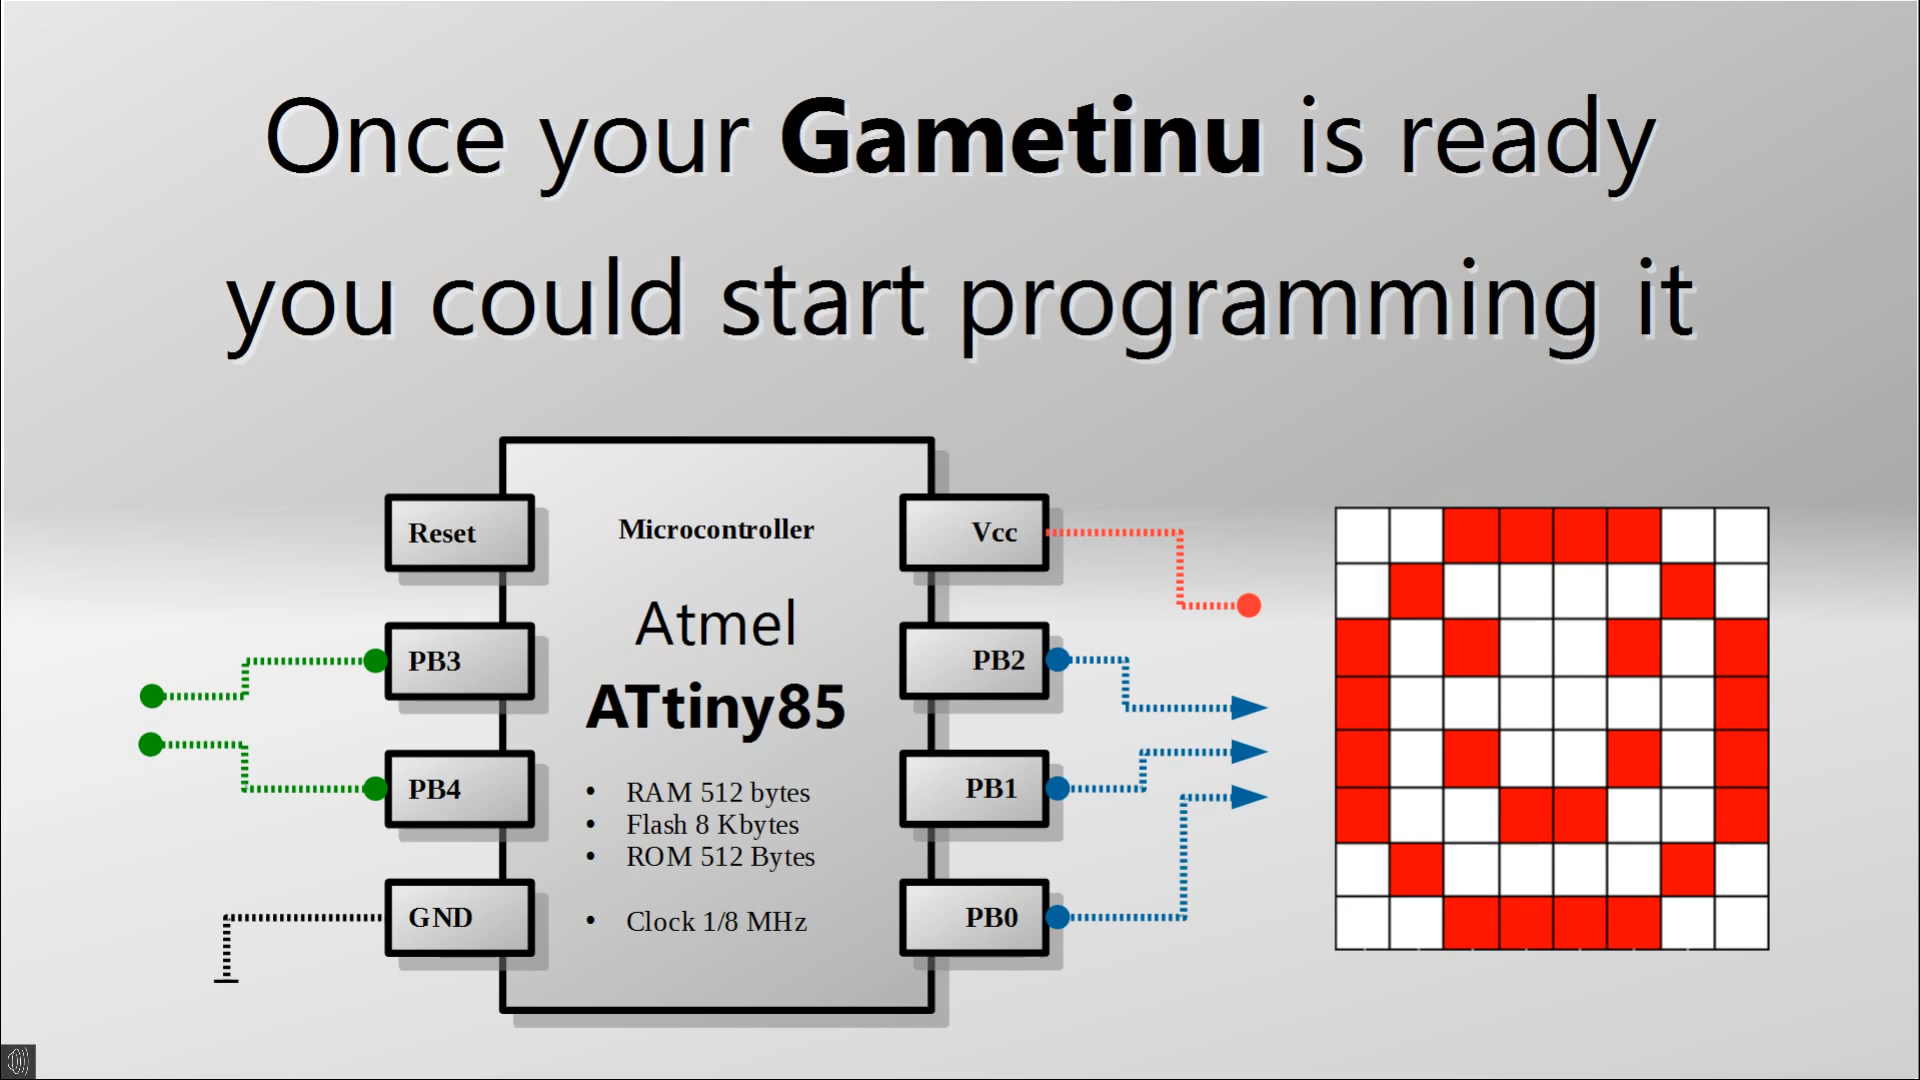 Once your Gametinu is ready
you could start programming it
Reset
Microcontroller
Vcc
Atmel
PB3
PB2
ATtiny85
PB4
PB1
• RAM 512 bytes
• Flash 8 Kbytes
• ROM 512 Bytes
GND
• Clock 1/8 MHz
PB0